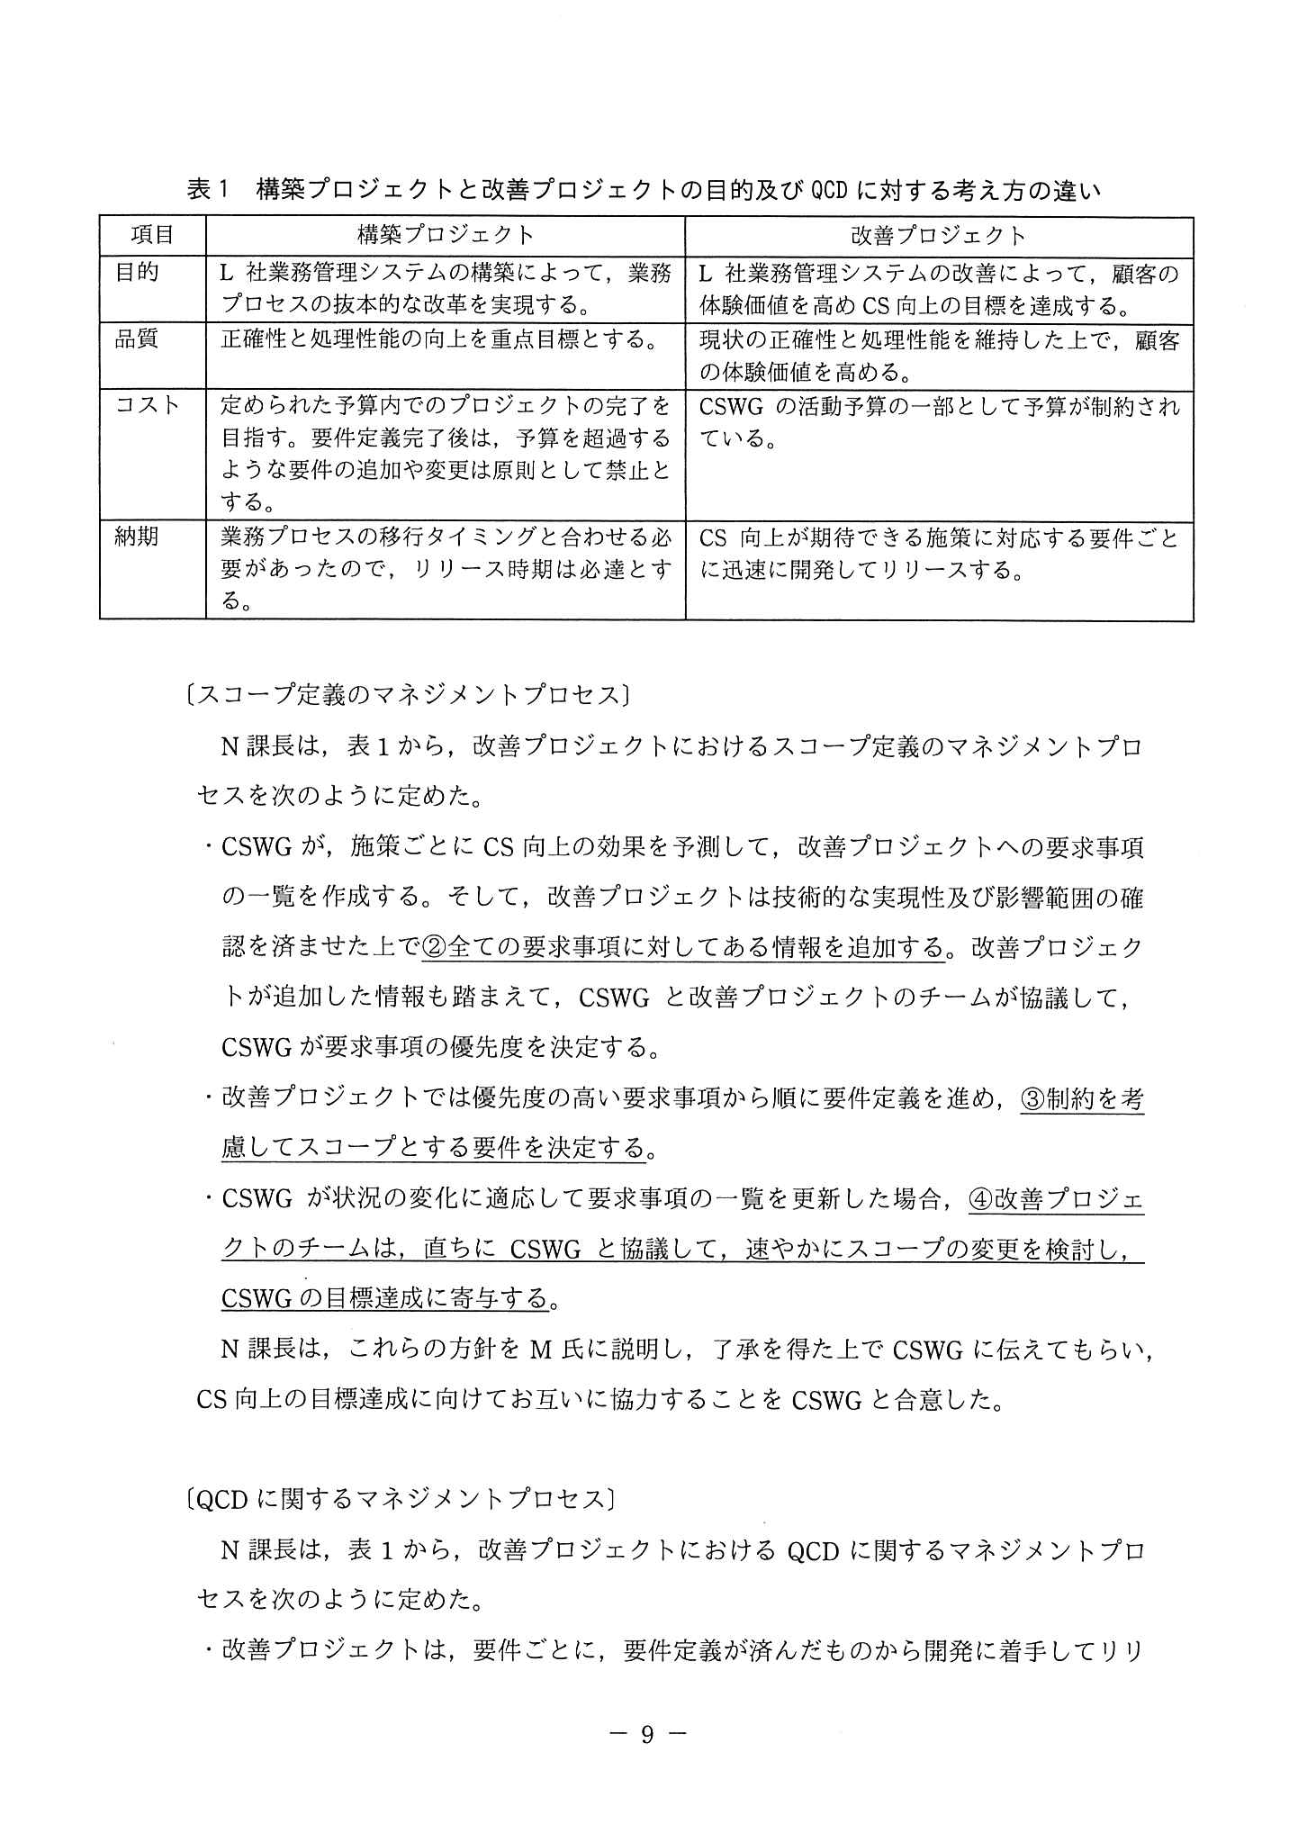 表1 構築プロジェクトと改善プロジェクトの目的及び QCD に対する考え方の違い
項目 構築プロジェクト 改善プロジェクト
目的 L 社業務管理システムの構築によって，業務プロセスの抜本的な改革を実現する。 L 社業務管理システムの改善によって，顧客の体験価値を高め CS 向上の目標を達成する。
品質 正確性と処理性能の向上を重点目標とする。 現状の正確性と処理性能を維持した上で，顧客の体験価値を高める。
コスト 定められた予算内でのプロジェクトの完了を目指す。要件定義完了後は，予算を超過するような要件の追加や変更は原則として禁止とする。 CSWG の活動予算の一部として予算が制約されている。
納期 業務プロセスの移行タイミングと合わせる必要があったので，リリース時期は必達とする。 CS 向上が期待できる施策に対応する要件ごとに迅速に開発してリリースする。
〔スコープ定義のマネジメントプロセス〕
N 課長は，表 1 から，改善プロジェクトにおけるスコープ定義のマネジメントプロ
セスを次のように定めた。
・CSWG が，施策ごとに CS 向上の効果を予測して，改善プロジェクトへの要求事項
の一覧を作成する。そして，改善プロジェクトは技術的な実現性及び影響範囲の確
認を済ませた上で②全ての要求事項に対してある情報を追加する。改善プロジェク
トが追加した情報も踏まえて，CSWG と改善プロジェクトのチームが協議して，
CSWG が要求事項の優先度を決定する。
・改善プロジェクトでは優先度の高い要求事項から順に要件定義を進め，③制約を考
慮してスコープとする要件を決定する。
・CSWG が状況の変化に適応して要求事項の一覧を更新した場合，④改善プロジェ
クトのチームは，直ちに CSWG と協議して，速やかにスコープの変更を検討し，
CSWG の目標達成に寄与する。
N 課長は，これらの方針を M 氏に説明し，了承を得た上で CSWG に伝えてもらい，
CS 向上の目標達成に向けてお互いに協力することを CSWG と合意した。
〔QCD に関するマネジメントプロセス〕
N 課長は，表 1 から，改善プロジェクトにおける QCD に関するマネジメントプロ
セスを次のように定めた。
・改善プロジェクトは，要件ごとに，要件定義が済んだものから開発に着手してリリ
－ 9 －